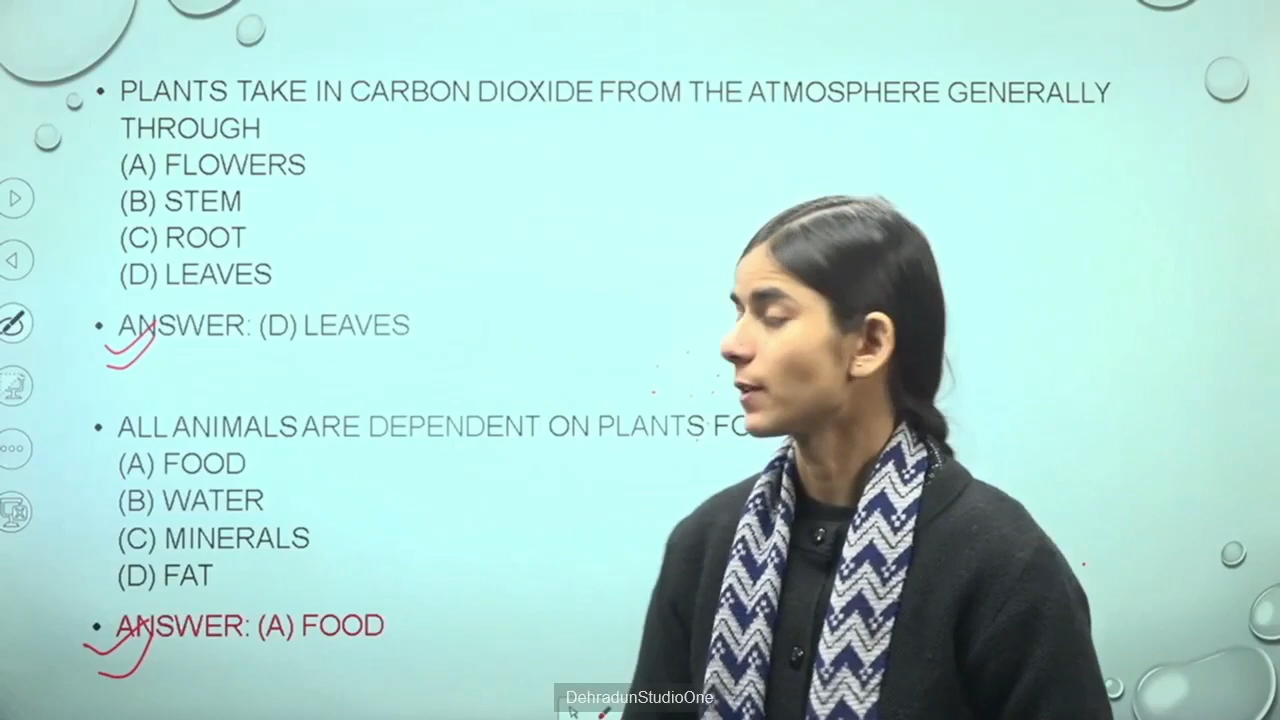 PLANTS TAKE IN CARBON DIOXIDE FROM THE ATMOSPHERE GENERALLY
THROUGH
(A) FLOWERS
(B) STEM
(C) ROOT
(D) LEAVES
ANSWER: (D) LEAVES
ALL ANIMALS ARE DEPENDENT ON PLANTS
(A) FOOD
(B) WATER
(C) MINERALS
(D) FAT
ANSWER: (A) FOOD
DehradunStudioOne